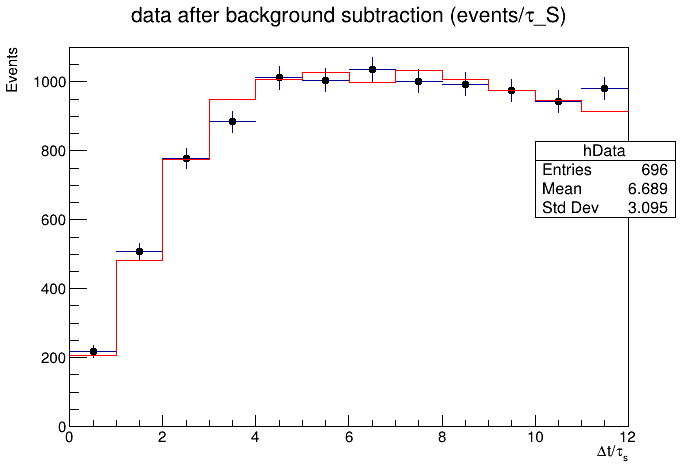 data after background subtraction (events/τ_S)
Events
1000
800
600
400
200
0
0 2 4 6 8 10 12
Δt/τs
hData
Entries 696
Mean 6.689
Std Dev 3.095